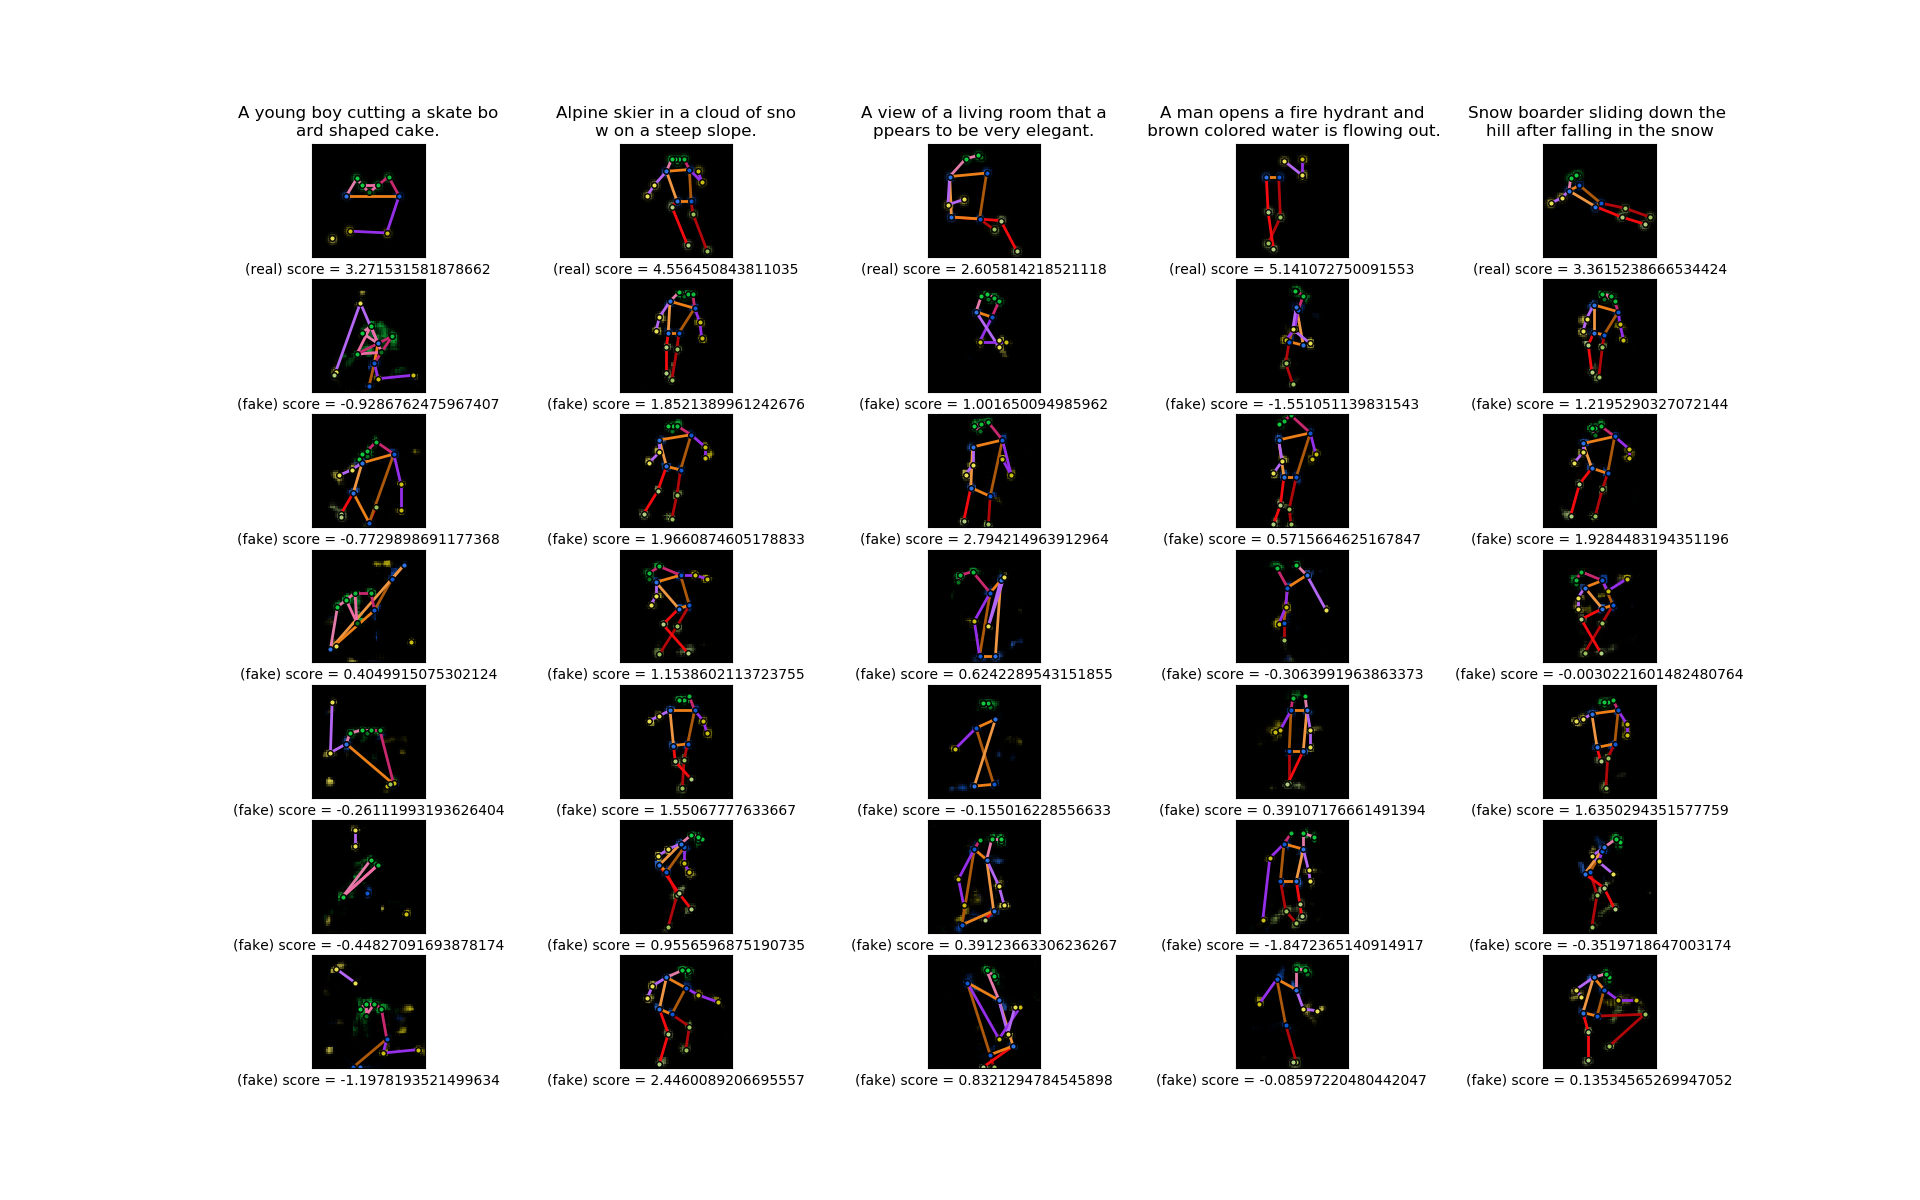 A young boy cutting a skate bo
ard shaped cake.
Alpine skier in a cloud of sno
w on a steep slope.
A view of a living room that a
ppears to be very elegant.
A man opens a fire hydrant and
brown colored water is flowing out.
Snow boarder sliding down the
hill after falling in the snow
(real) score = 3.271531581878662
(real) score = 4.556450843811035
(real) score = 2.605814218521118
(real) score = 5.141072750091553
(real) score = 3.3615238666534424
(fake) score = -0.9286762475967407
(fake) score = 1.8521389961242676
(fake) score = 1.001650094985962
(fake) score = -1.551051139831543
(fake) score = 1.2195290327072144
(fake) score = -0.7729898691177368
(fake) score = 1.9660874605178833
(fake) score = 2.794214963912964
(fake) score = 0.5715664625167847
(fake) score = 1.9284483194351196
(fake) score = 0.4049915075302124
(fake) score = 1.1538602113723755
(fake) score = 0.6242289543151855
(fake) score = -0.3063991963863373
(fake) score = -0.0030221601482480764
(fake) score = -0.26111993193626404
(fake) score = 1.55067777633667
(fake) score = -0.155016228556633
(fake) score = 0.39107176661491394
(fake) score = 1.6350294351577759
(fake) score = -0.44827091693878174
(fake) score = 0.9556596875190735
(fake) score = 0.39123663306236267
(fake) score = -1.8472365140914917
(fake) score = -0.3519718647003174
(fake) score = -1.1978193521499634
(fake) score = 2.4460089206695557
(fake) score = 0.8321294784545898
(fake) score = -0.08597220480442047
(fake) score = 0.13534565269947052